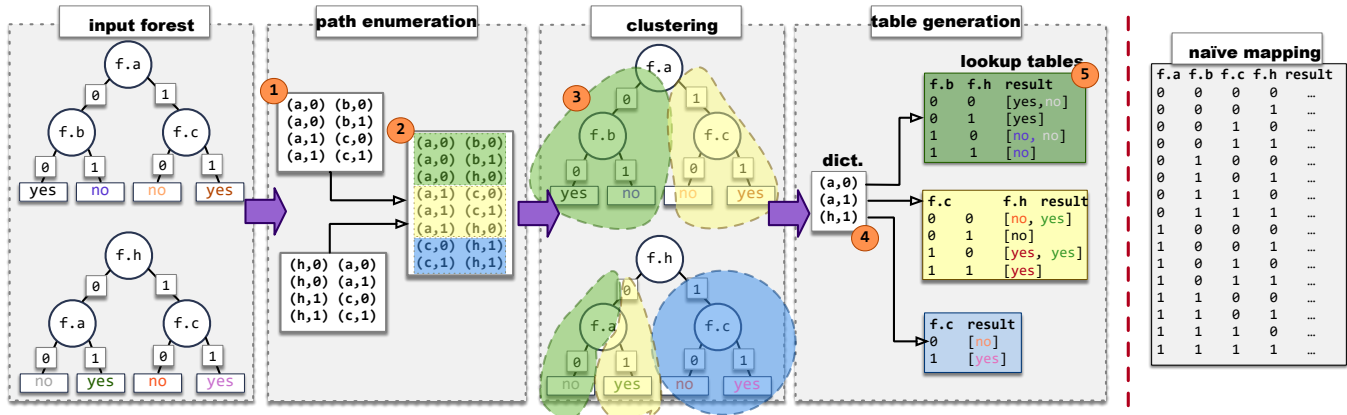 input forest
f.a
0 1
f.b f.c
0 1 0 1
yes no no yes
f.h
0 1
f.a f.c
0 1 0 1
no yes no yes
path enumeration
1
(a,0) (b,0)
(a,0) (b,1)
(a,1) (c,0)
(a,1) (c,1)
(h,0) (a,0)
(h,0) (a,1)
(h,1) (c,0)
(h,1) (c,1)
2
(a,0) (b,0)
(a,0) (b,1)
(a,0) (h,0)
(a,1) (c,0)
(a,1) (c,1)
(a,1) (h,0)
(c,0) (h,1)
(c,1) (h,1)
clustering
f.a
3
0 1
f.b f.c
0 1 0 1
yes no no yes
f.h
0 1
f.a f.c
0 1 0 1
no yes no yes
table generation
dict.
(a,0)
(a,1)
(h,1)
4
lookup tables
5
f.b f.h result
0 0 [yes,no]
0 1 [yes]
1 0 [no, no]
1 1 [no]
f.c f.h result
0 0 [no, yes]
0 1 [no]
1 0 [yes, yes]
1 1 [yes]
f.c result
0 [no]
1 [yes]
naïve mapping
f.a f.b f.c f.h result
0 0 0 0 …
0 0 0 1 …
0 0 1 0 …
0 0 1 1 …
0 1 0 0 …
0 1 0 1 …
0 1 1 0 …
0 1 1 1 …
1 0 0 0 …
1 0 0 1 …
1 0 1 1 …
1 0 1 0 …
1 1 0 0 …
1 1 0 1 …
1 1 1 0 …
1 1 1 1 …